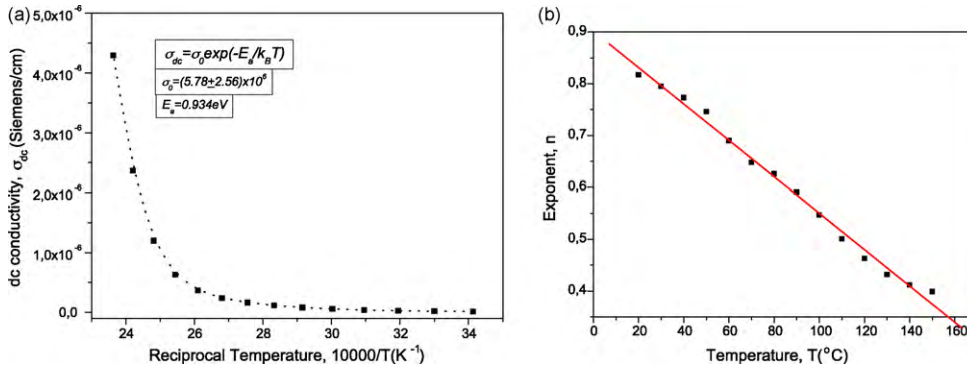 (a)
5,0x10⁻⁶
4,0x10⁻⁶
3,0x10⁻⁶
2,0x10⁻⁶
1,0x10⁻⁶
0,0
dc conductivity, σdc (Siemens/cm)
σdc=σ0exp(-Ea/kBT)
σ0=(5.78±2.56)x10⁶
Ea=0.934eV
24 26 28 30 32 34
Reciprocal Temperature, 10000/T(K⁻¹)
(b)
0,9
0,8
0,7
0,6
0,5
0,4
Exponent, n
0 20 40 60 80 100 120 140 160
Temperature, T(°C)